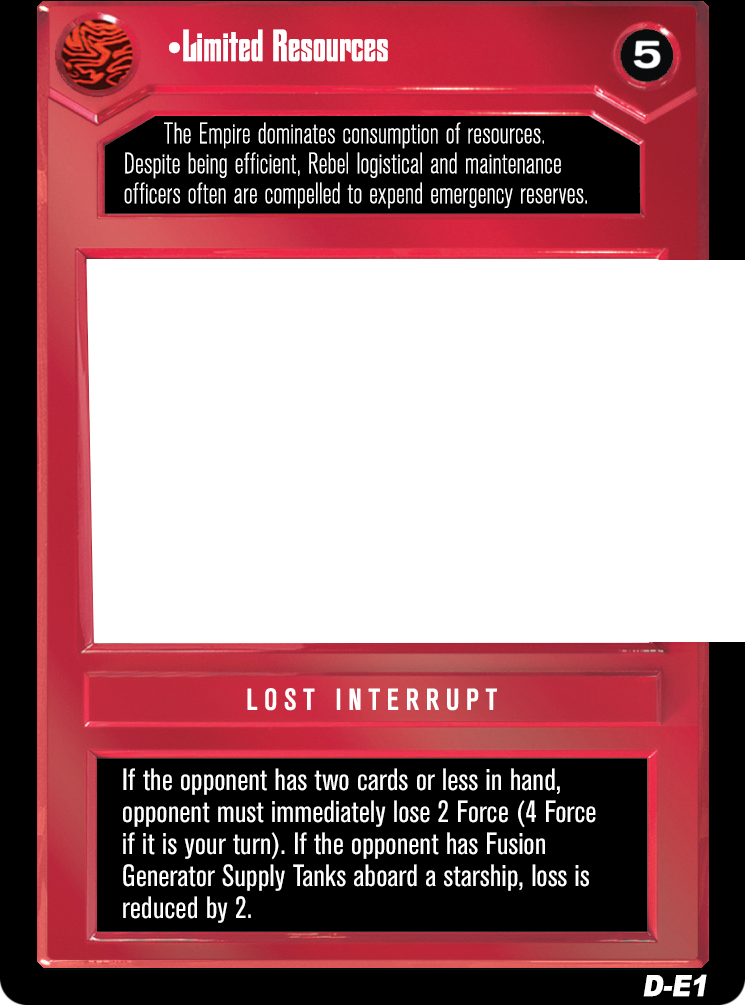 •Limited Resources
5
The Empire dominates consumption of resources.
Despite being efficient, Rebel logistical and maintenance
officers often are compelled to expend emergency reserves.
LOST INTERRUPT
If the opponent has two cards or less in hand,
opponent must immediately lose 2 Force (4 Force
if it is your turn). If the opponent has Fusion
Generator Supply Tanks aboard a starship, loss is
reduced by 2.
D-E1